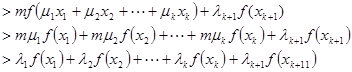 > mf(μ₁x₁ + μ₂x₂ + ⋯ + μₖxₖ) + λₖ₊₁f(xₖ₊₁)
> mμ₁f(x₁) + mμ₂f(x₂) + ⋯ + mμₖf(xₖ) + λₖ₊₁f(xₖ₊₁)
> λ₁f(x₁) + λ₂f(x₂) + ⋯ + λₖf(xₖ) + λₖ₊₁f(xₖ₊₁₁)